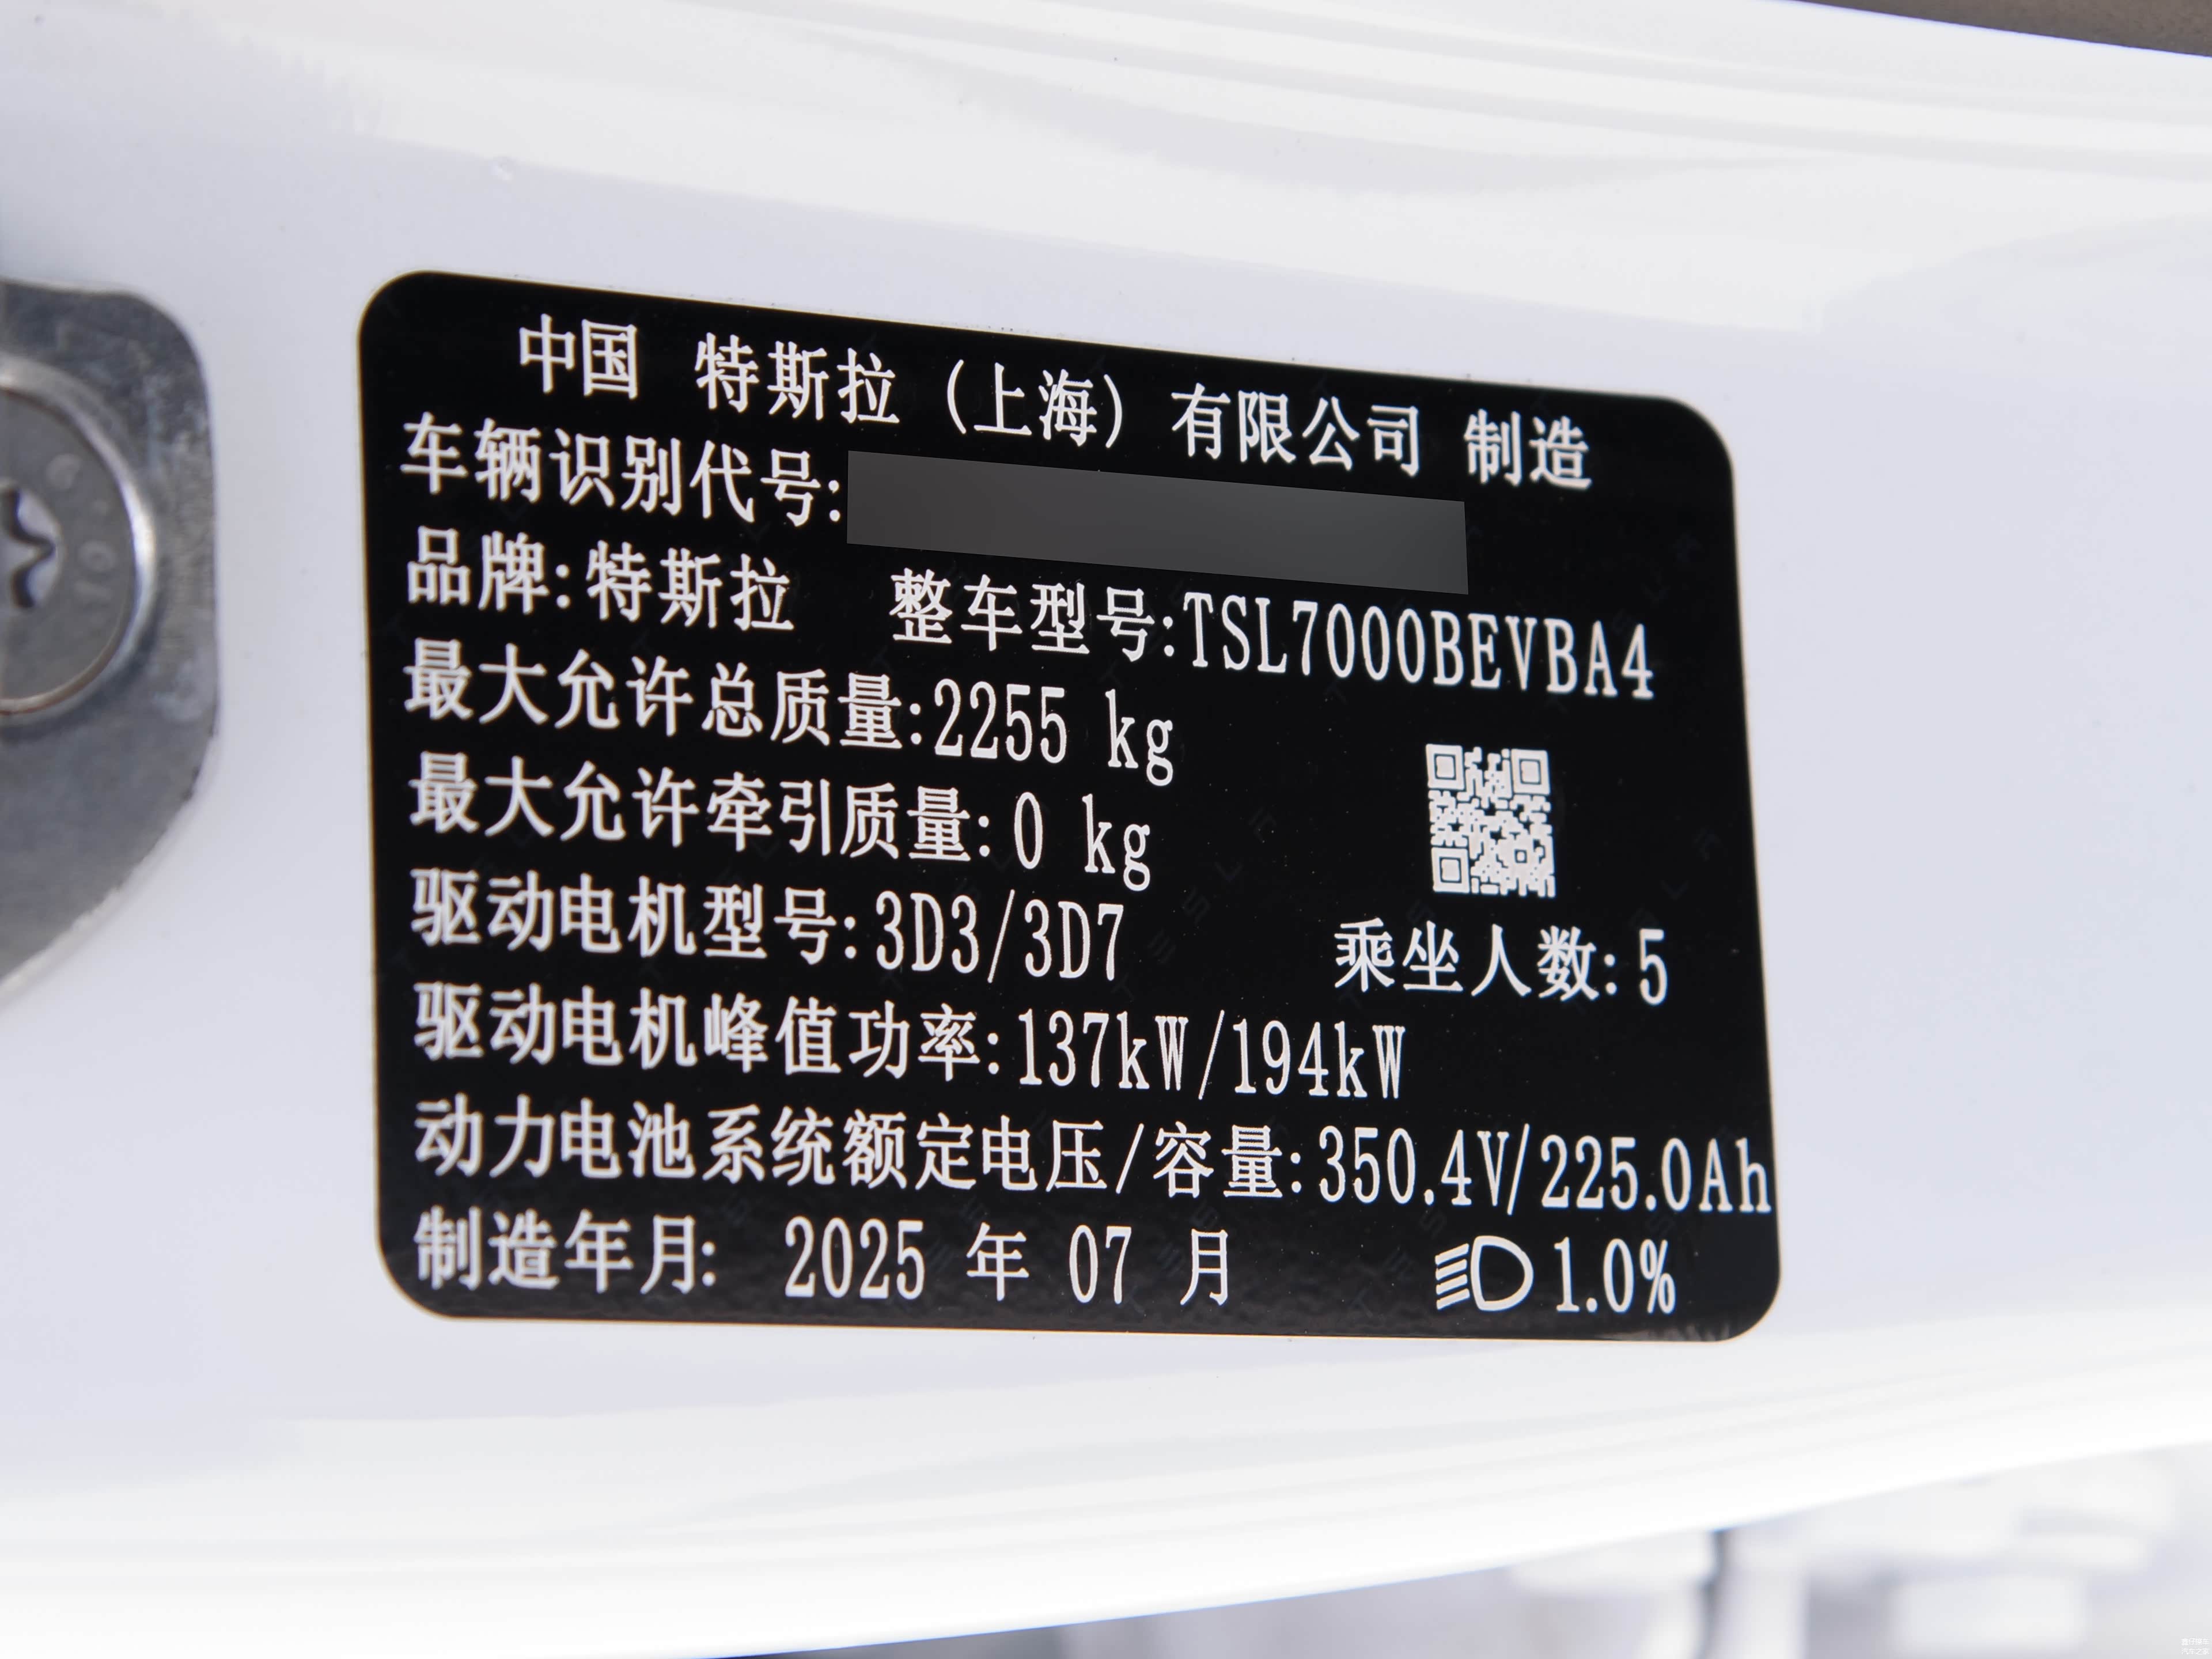 中国 特斯拉（上海）有限公司 制造
车辆识别代号:
品牌:特斯拉 整车型号:TSL7000BEVBA4
最大允许总质量:2255 kg
最大允许牵引质量:0 kg
驱动电机型号:3D3/3D7
乘坐人数:5
驱动电机峰值功率:137kW/194kW
动力电池系统额定电压/容量:350.4V/225.0Ah
制造年月: 2025 年 07 月
1.0%